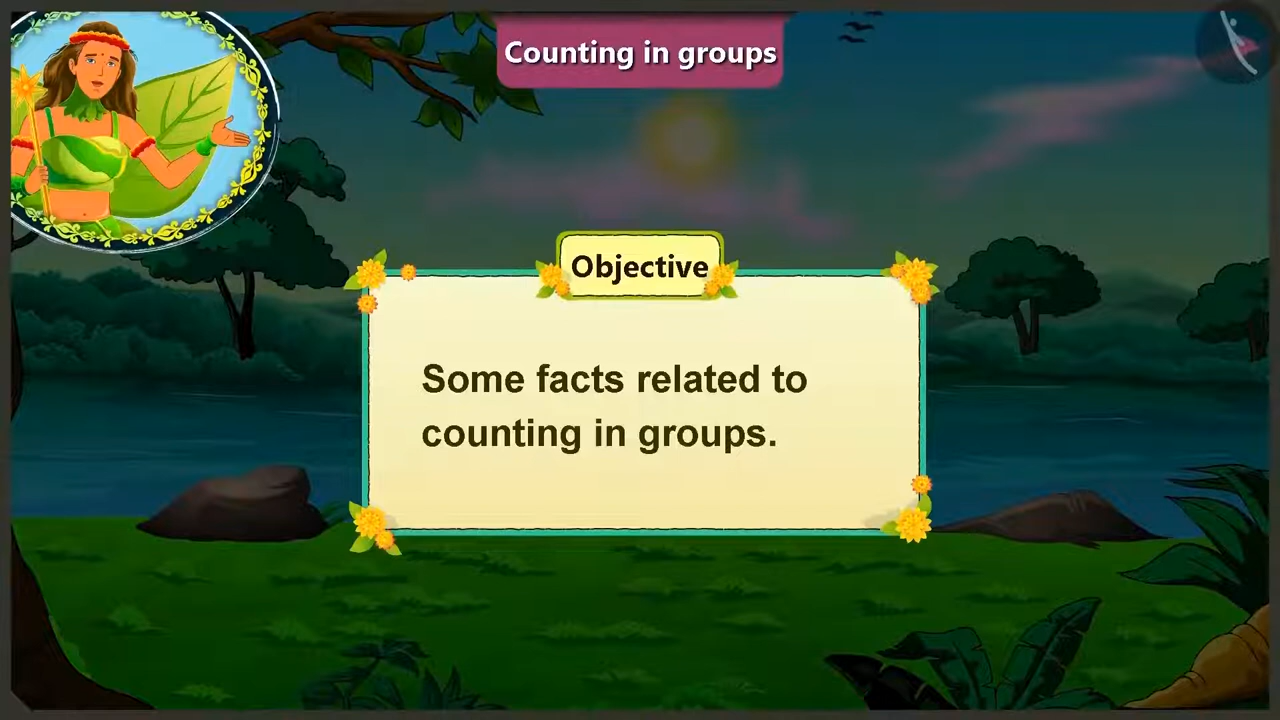 Counting in groups
Objective
Some facts related to
counting in groups.